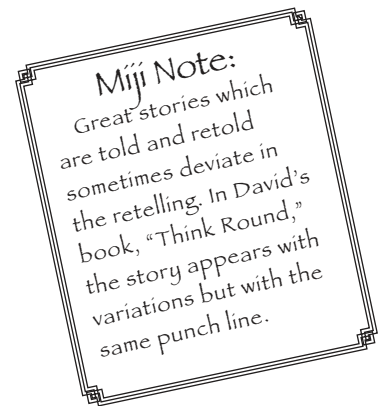 Miji Note:
Great stories which
are told and retold
sometimes deviate in
the retelling. In David's
book, “Think Round,”
the story appears with
variations but with the
same punch line.